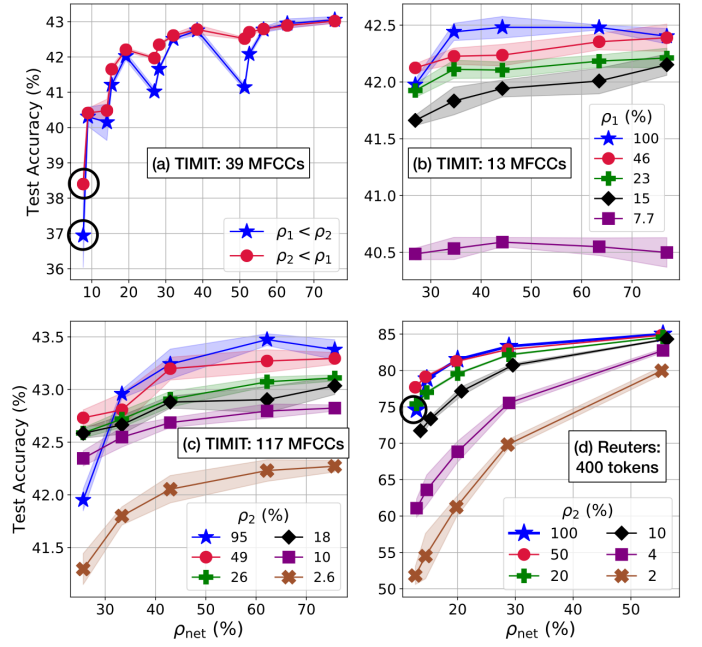 43
42
41
40
39
38
37
36
Test Accuracy (%)
(a) TIMIT: 39 MFCCs
ρ1 < ρ2
ρ2 < ρ1
10 20 30 40 50 60 70
42.5
42.0
41.5
41.0
40.5
(b) TIMIT: 13 MFCCs
ρ1 (%)
100
46
23
15
7.7
30 40 50 60 70
43.5
43.0
42.5
42.0
41.5
Test Accuracy (%)
(c) TIMIT: 117 MFCCs
ρ2 (%)
95 18
49 10
26 2.6
30 40 50 60 70
ρnet (%)
85
80
75
70
65
60
55
50
(d) Reuters:
400 tokens
ρ2 (%)
100 10
50 4
20 2
20 30 40 50
ρnet (%)